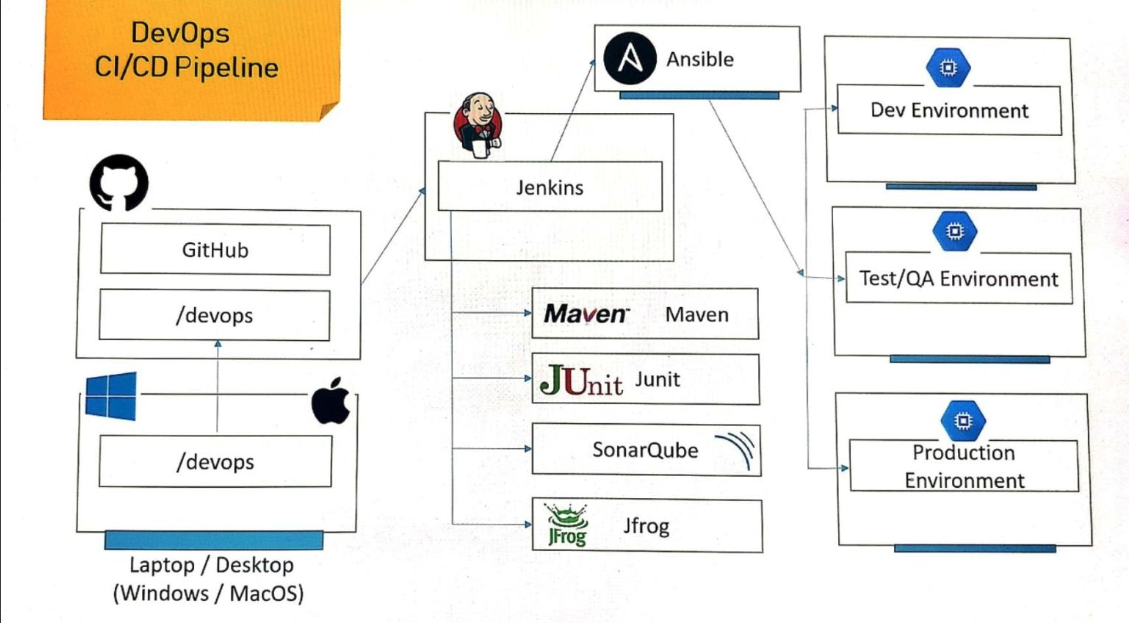 DevOps
CI/CD Pipeline
GitHub
/devops
/devops
Laptop / Desktop
(Windows / MacOS)
Jenkins
Maven Maven
JUnit Junit
SonarQube
JFrog Jfrog
Ansible
Dev Environment
Test/QA Environment
Production
Environment